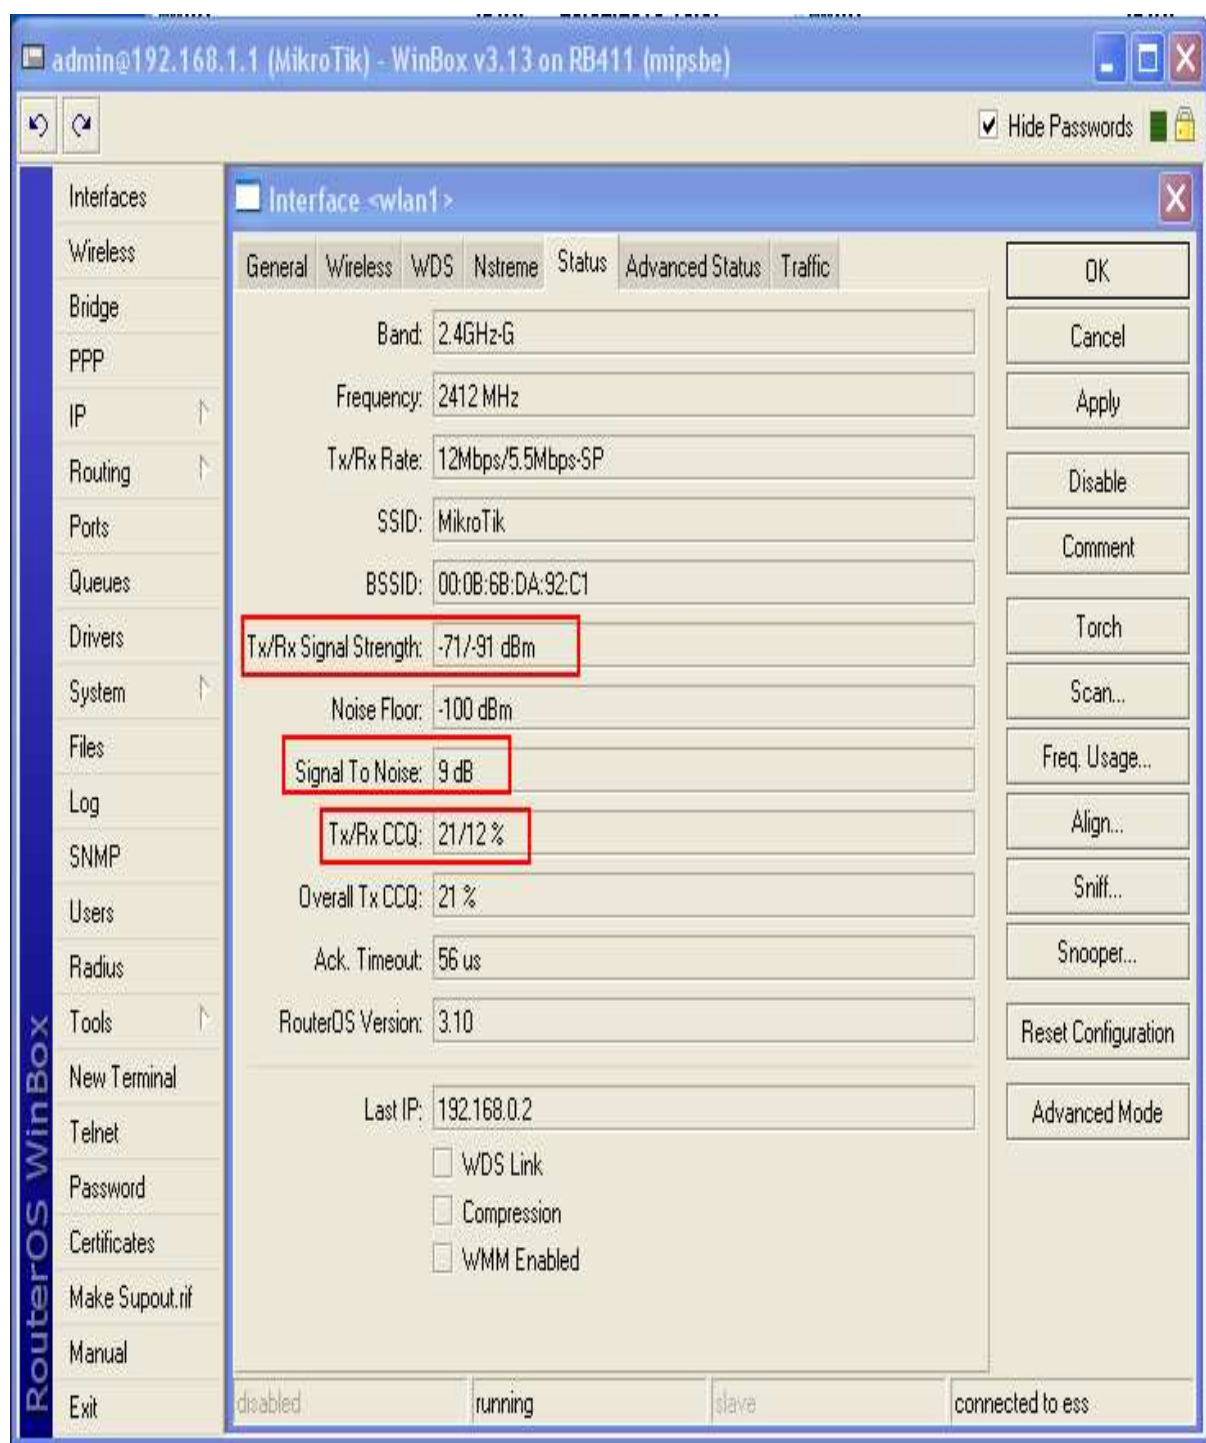 admin@192.168.1.1 (MikroTik) - WinBox v3.13 on RB411 (mipsbe)
Hide Passwords
Interfaces
Wireless
Bridge
PPP
IP
Routing
Ports
Queues
Drivers
System
Files
Log
SNMP
Users
Radius
Tools
New Terminal
Telnet
Password
Certificates
Make Supout.rif
Manual
Exit
RouterOS WinBox
Interface <wlan1>
General Wireless WDS Nstreme Status Advanced Status Traffic
Band: 2.4GHz-G
Frequency: 2412 MHz
Tx/Rx Rate: 12Mbps/5.5Mbps-SP
SSID: MikroTik
BSSID: 00:0B:6B:DA:92:C1
Tx/Rx Signal Strength: -71/-91 dBm
Noise Floor: -100 dBm
Signal To Noise: 9 dB
Tx/Rx CCQ: 21/12 %
Overall Tx CCQ: 21 %
Ack. Timeout: 56 us
RouterOS Version: 3.10
Last IP: 192.168.0.2
WDS Link
Compression
WMM Enabled
OK
Cancel
Apply
Disable
Comment
Torch
Scan...
Freq. Usage...
Align...
Sniff...
Snooper...
Reset Configuration
Advanced Mode
disabled running slave connected to ess